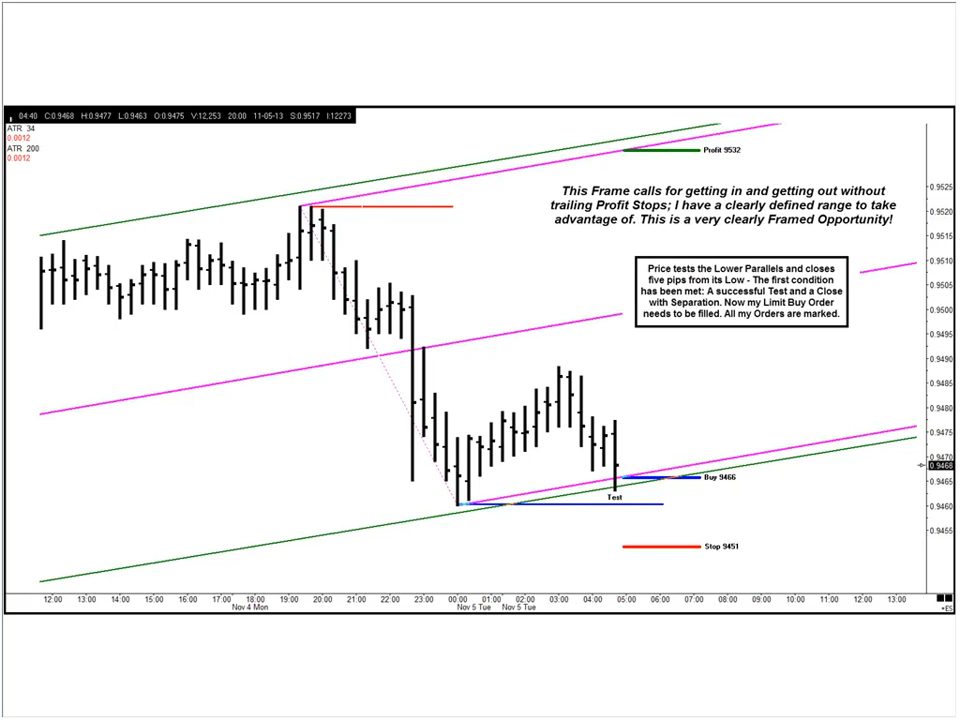 04:40 C:0.9468 H:0.9477 L:0.9463 O:0.9475 V:12,253 20:00 11-05-13 S:0.9517 I:12273
ATR 34
0.0012
ATR 200
0.0012
Profit 9532
This Frame calls for getting in and getting out without
trailing Profit Stops; I have a clearly defined range to take
advantage of. This is a very clearly Framed Opportunity!
Price tests the Lower Parallels and closes
five pips from its Low - The first condition
has been met: A successful Test and a Close
with Separation. Now my Limit Buy Order
needs to be filled. All my Orders are marked.
0.9525
0.9520
0.9515
0.9510
0.9505
0.9500
0.9495
0.9490
0.9485
0.9480
0.9475
0.9470
0.9468
0.9465
0.9460
0.9455
Buy 9466
Test
Stop 9451
12:00 13:00 14:00 15:00 16:00 17:00 18:00 19:00 20:00 21:00 22:00 23:00 00:00 01:00 02:00 03:00 04:00 05:00 06:00 07:00 08:00 09:00 10:00 11:00 12:00 13:00
Nov 4 Mon Nov 5 Tue Nov 5 Tue
+ES